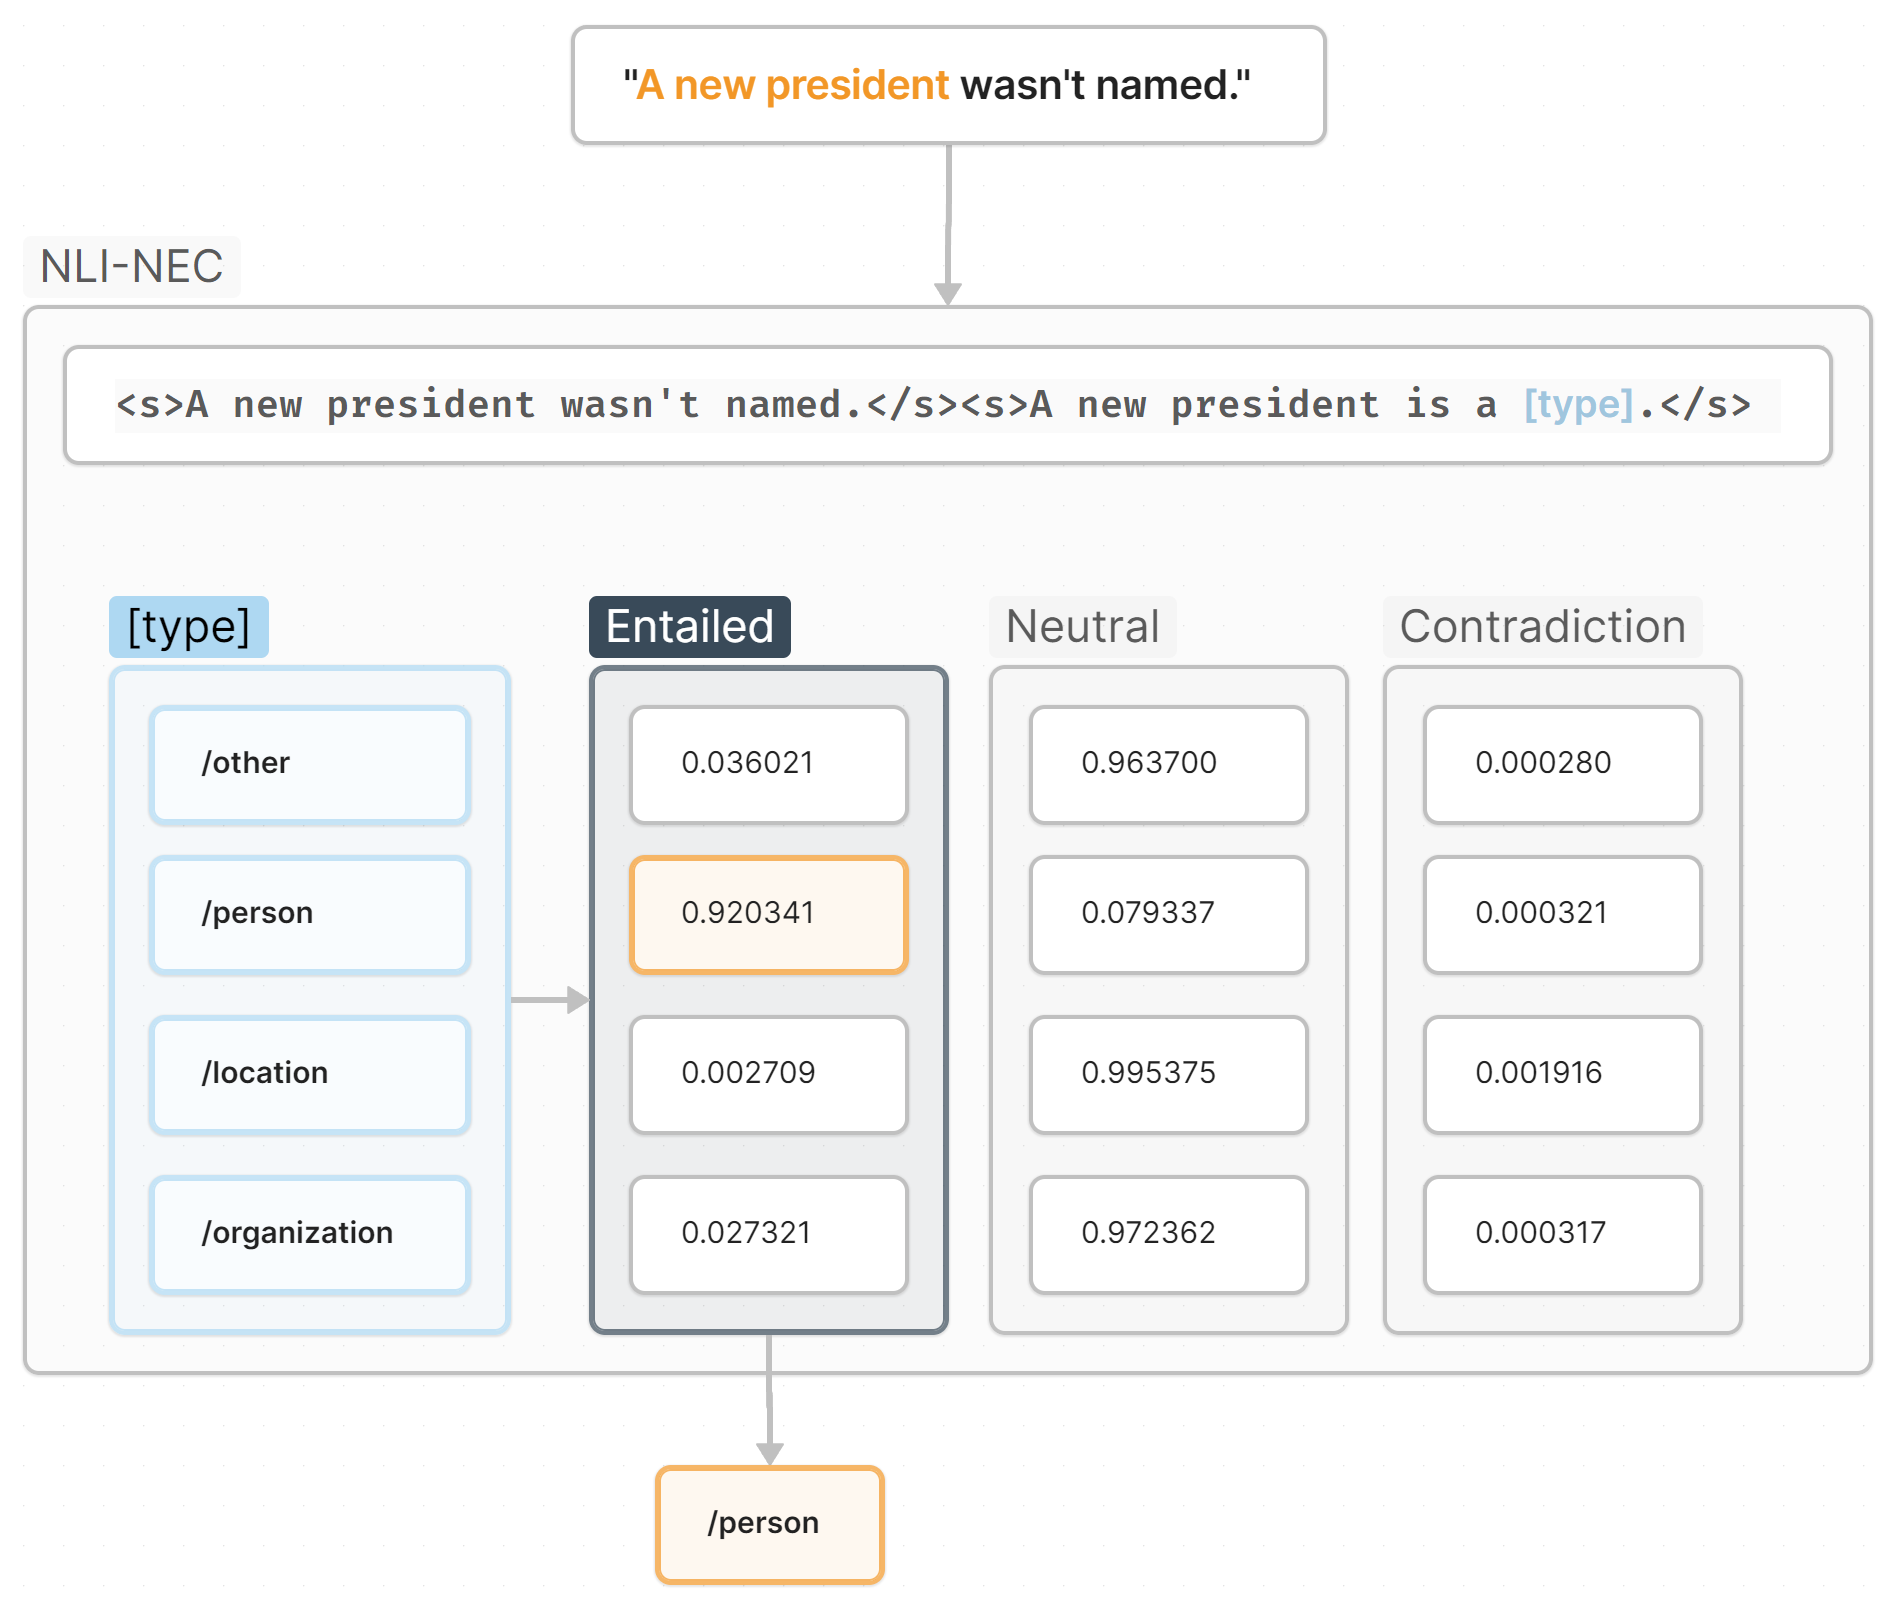 "A new president wasn't named."
NLI-NEC
<s>A new president wasn't named.</s><s>A new president is a [type].</s>
[type] Entailed Neutral Contradiction
/other 0.036021 0.963700 0.000280
/person 0.920341 0.079337 0.000321
/location 0.002709 0.995375 0.001916
/organization 0.027321 0.972362 0.000317
/person